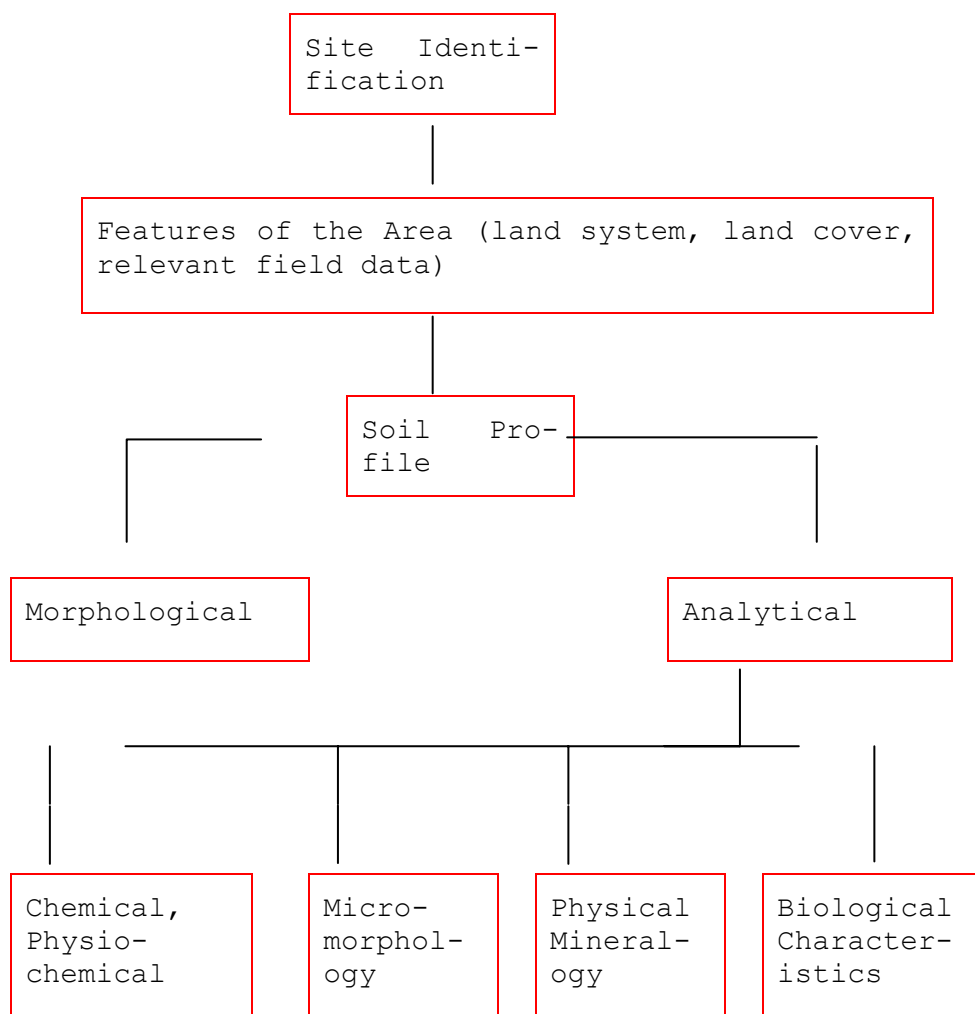 Site Identi-
fication
Features of the Area (land system, land cover,
relevant field data)
Soil Pro-
file
Morphological
Analytical
Chemical,
Physio-
chemical
Micro-
morphol-
ogy
Physical
Mineral-
ogy
Biological
Character-
istics